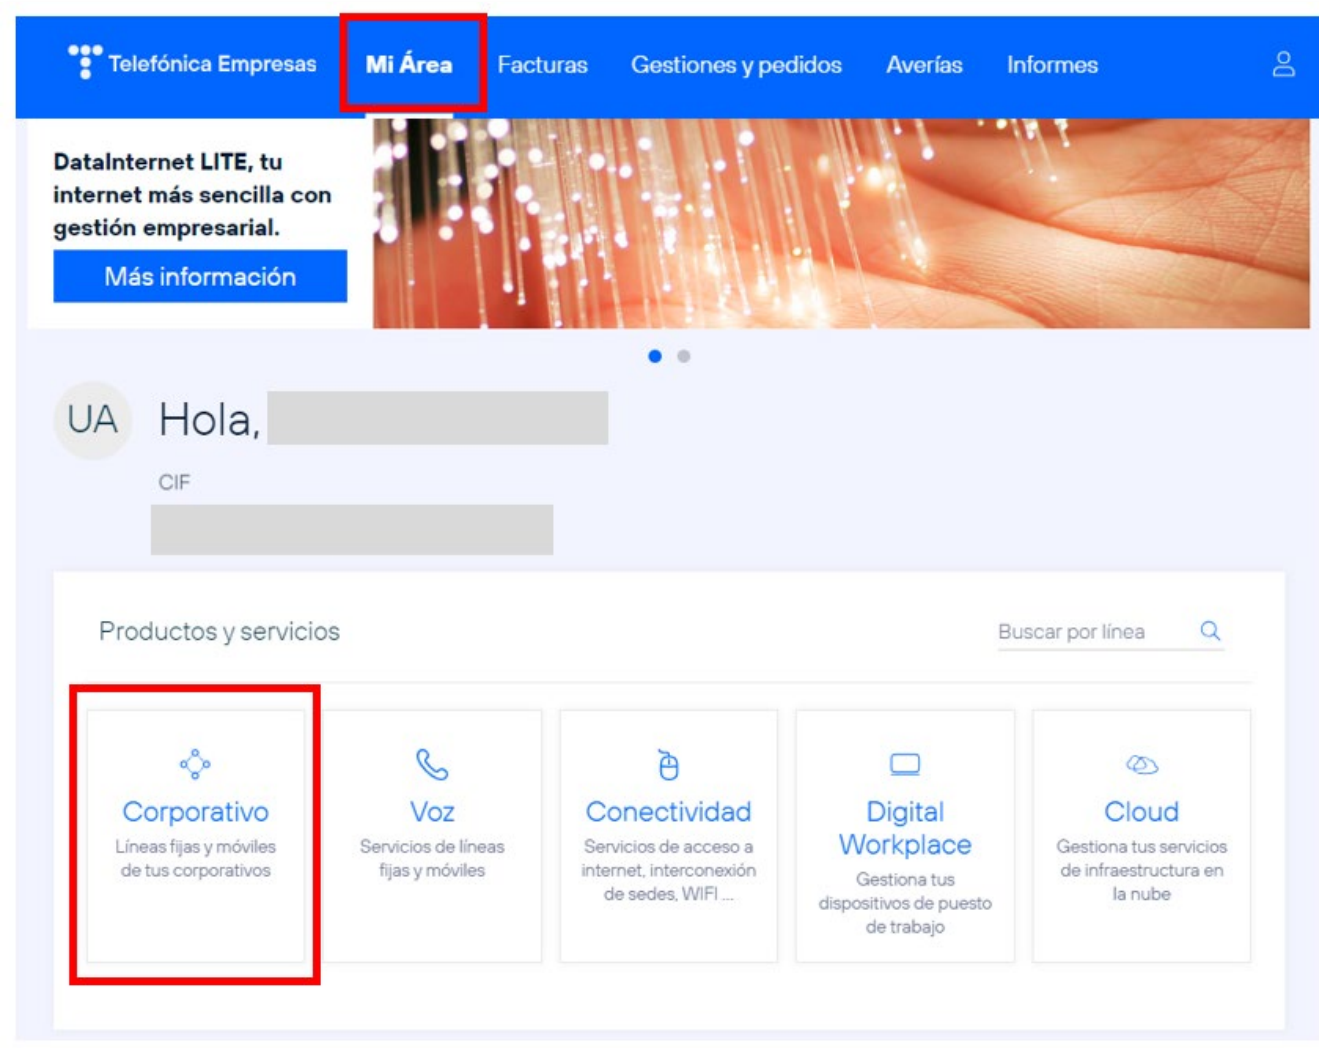 Telefónica Empresas Mi Área Facturas Gestiones y pedidos Averías Informes
DataInternet LITE, tu
internet más sencilla con
gestión empresarial.
Más información
UA Hola,
CIF
Productos y servicios Buscar por línea
Corporativo
Líneas fijas y móviles
de tus corporativos
Voz
Servicios de líneas
fijas y móviles
Conectividad
Servicios de acceso a
internet, interconexión
de sedes, WIFI ...
Digital
Workplace
Gestiona tus
dispositivos de puesto
de trabajo
Cloud
Gestiona tus servicios
de infraestructura en
la nube